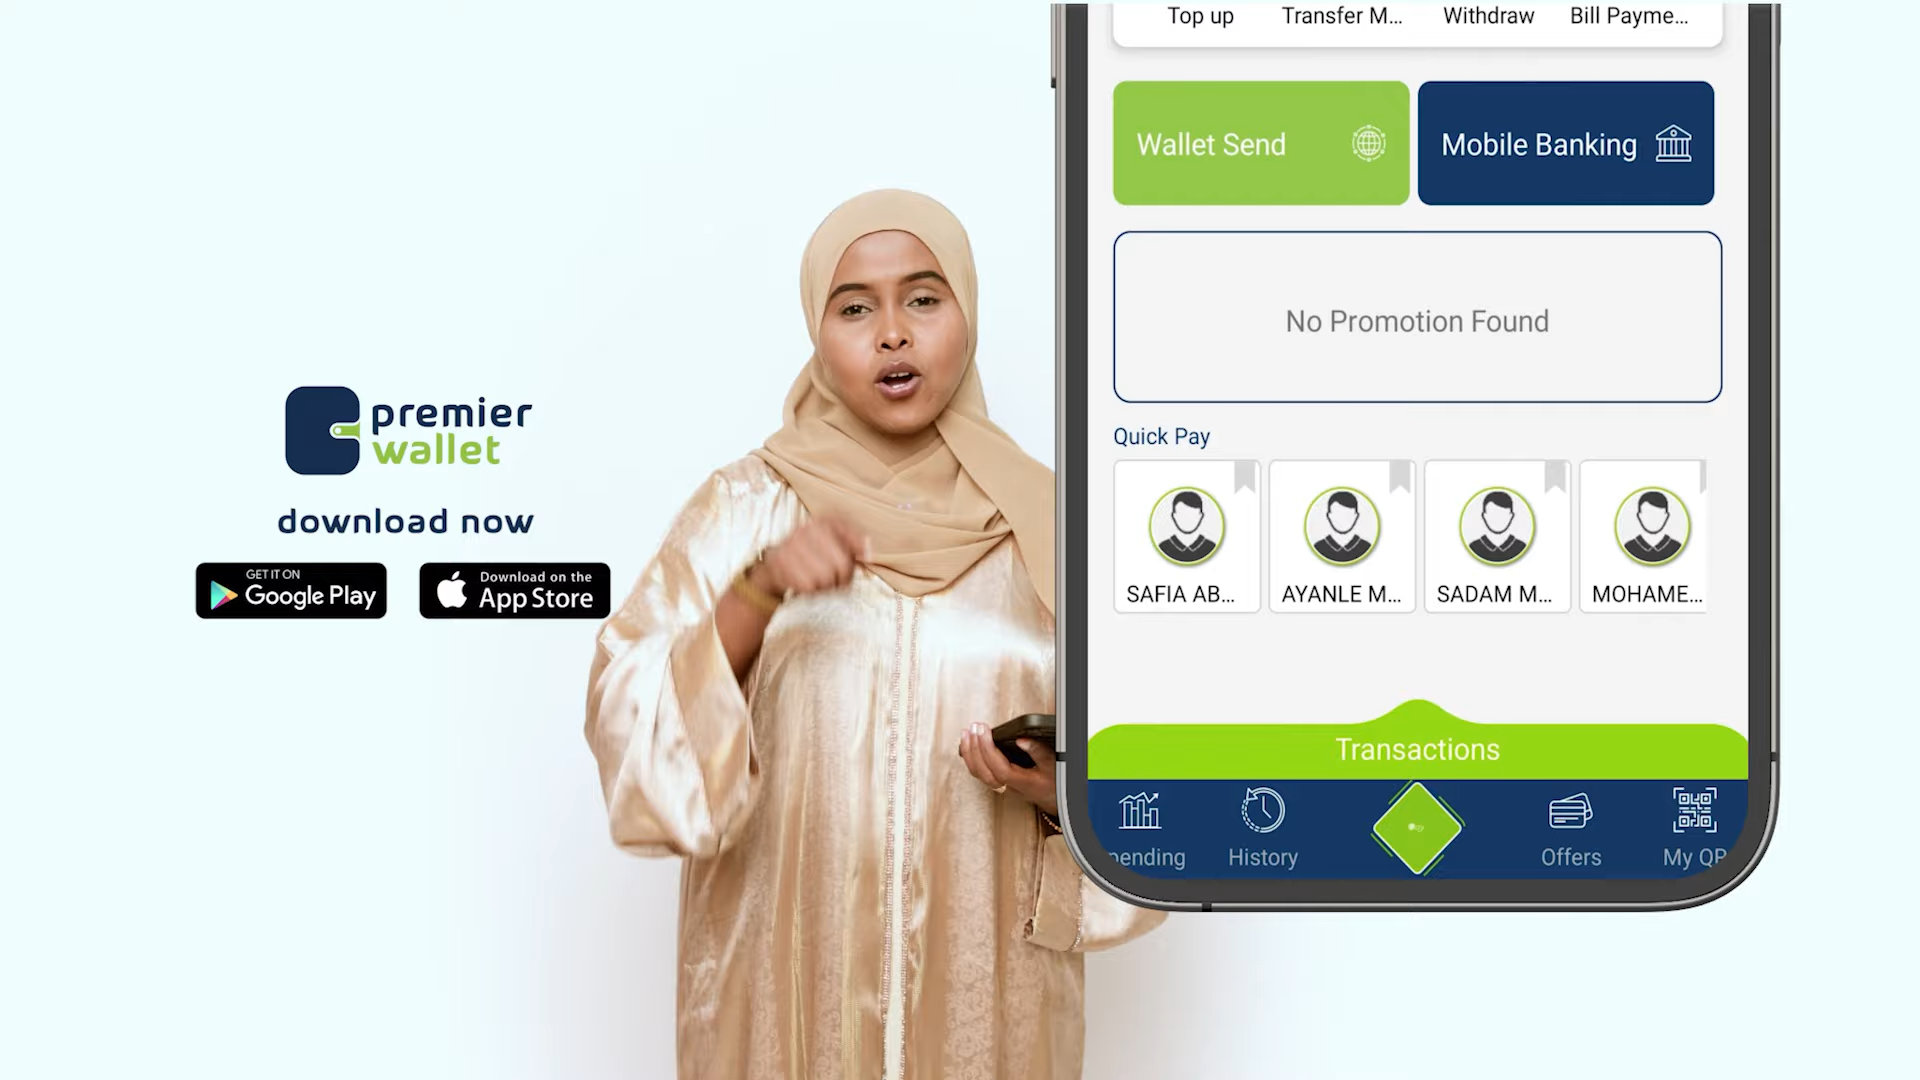 premier
wallet
download now
GET IT ON
Google Play
Download on the
App Store
Top up
Transfer M...
Withdraw
Bill Payme...
Wallet Send
Mobile Banking
No Promotion Found
Quick Pay
SAFIA AB...
AYANLE M...
SADAM M...
MOHAME...
Transactions
pending
History
Offers
My QR